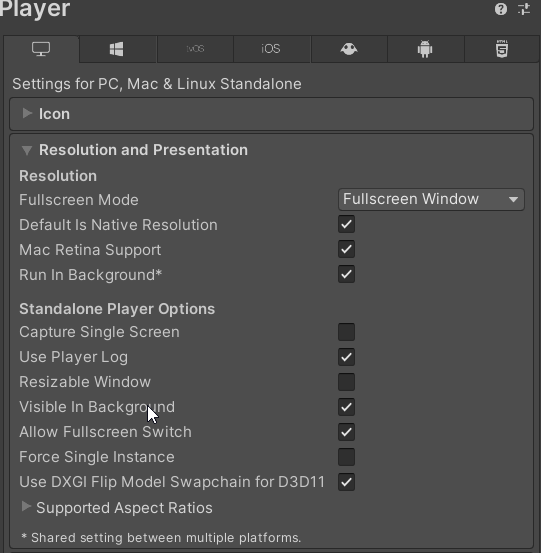 Player
tvOS
iOS
HTML
5
Settings for PC, Mac & Linux Standalone
Icon
Resolution and Presentation
Resolution
Fullscreen Mode Fullscreen Window
Default Is Native Resolution
Mac Retina Support
Run In Background*
Standalone Player Options
Capture Single Screen
Use Player Log
Resizable Window
Visible In Background
Allow Fullscreen Switch
Force Single Instance
Use DXGI Flip Model Swapchain for D3D11
Supported Aspect Ratios
* Shared setting between multiple platforms.